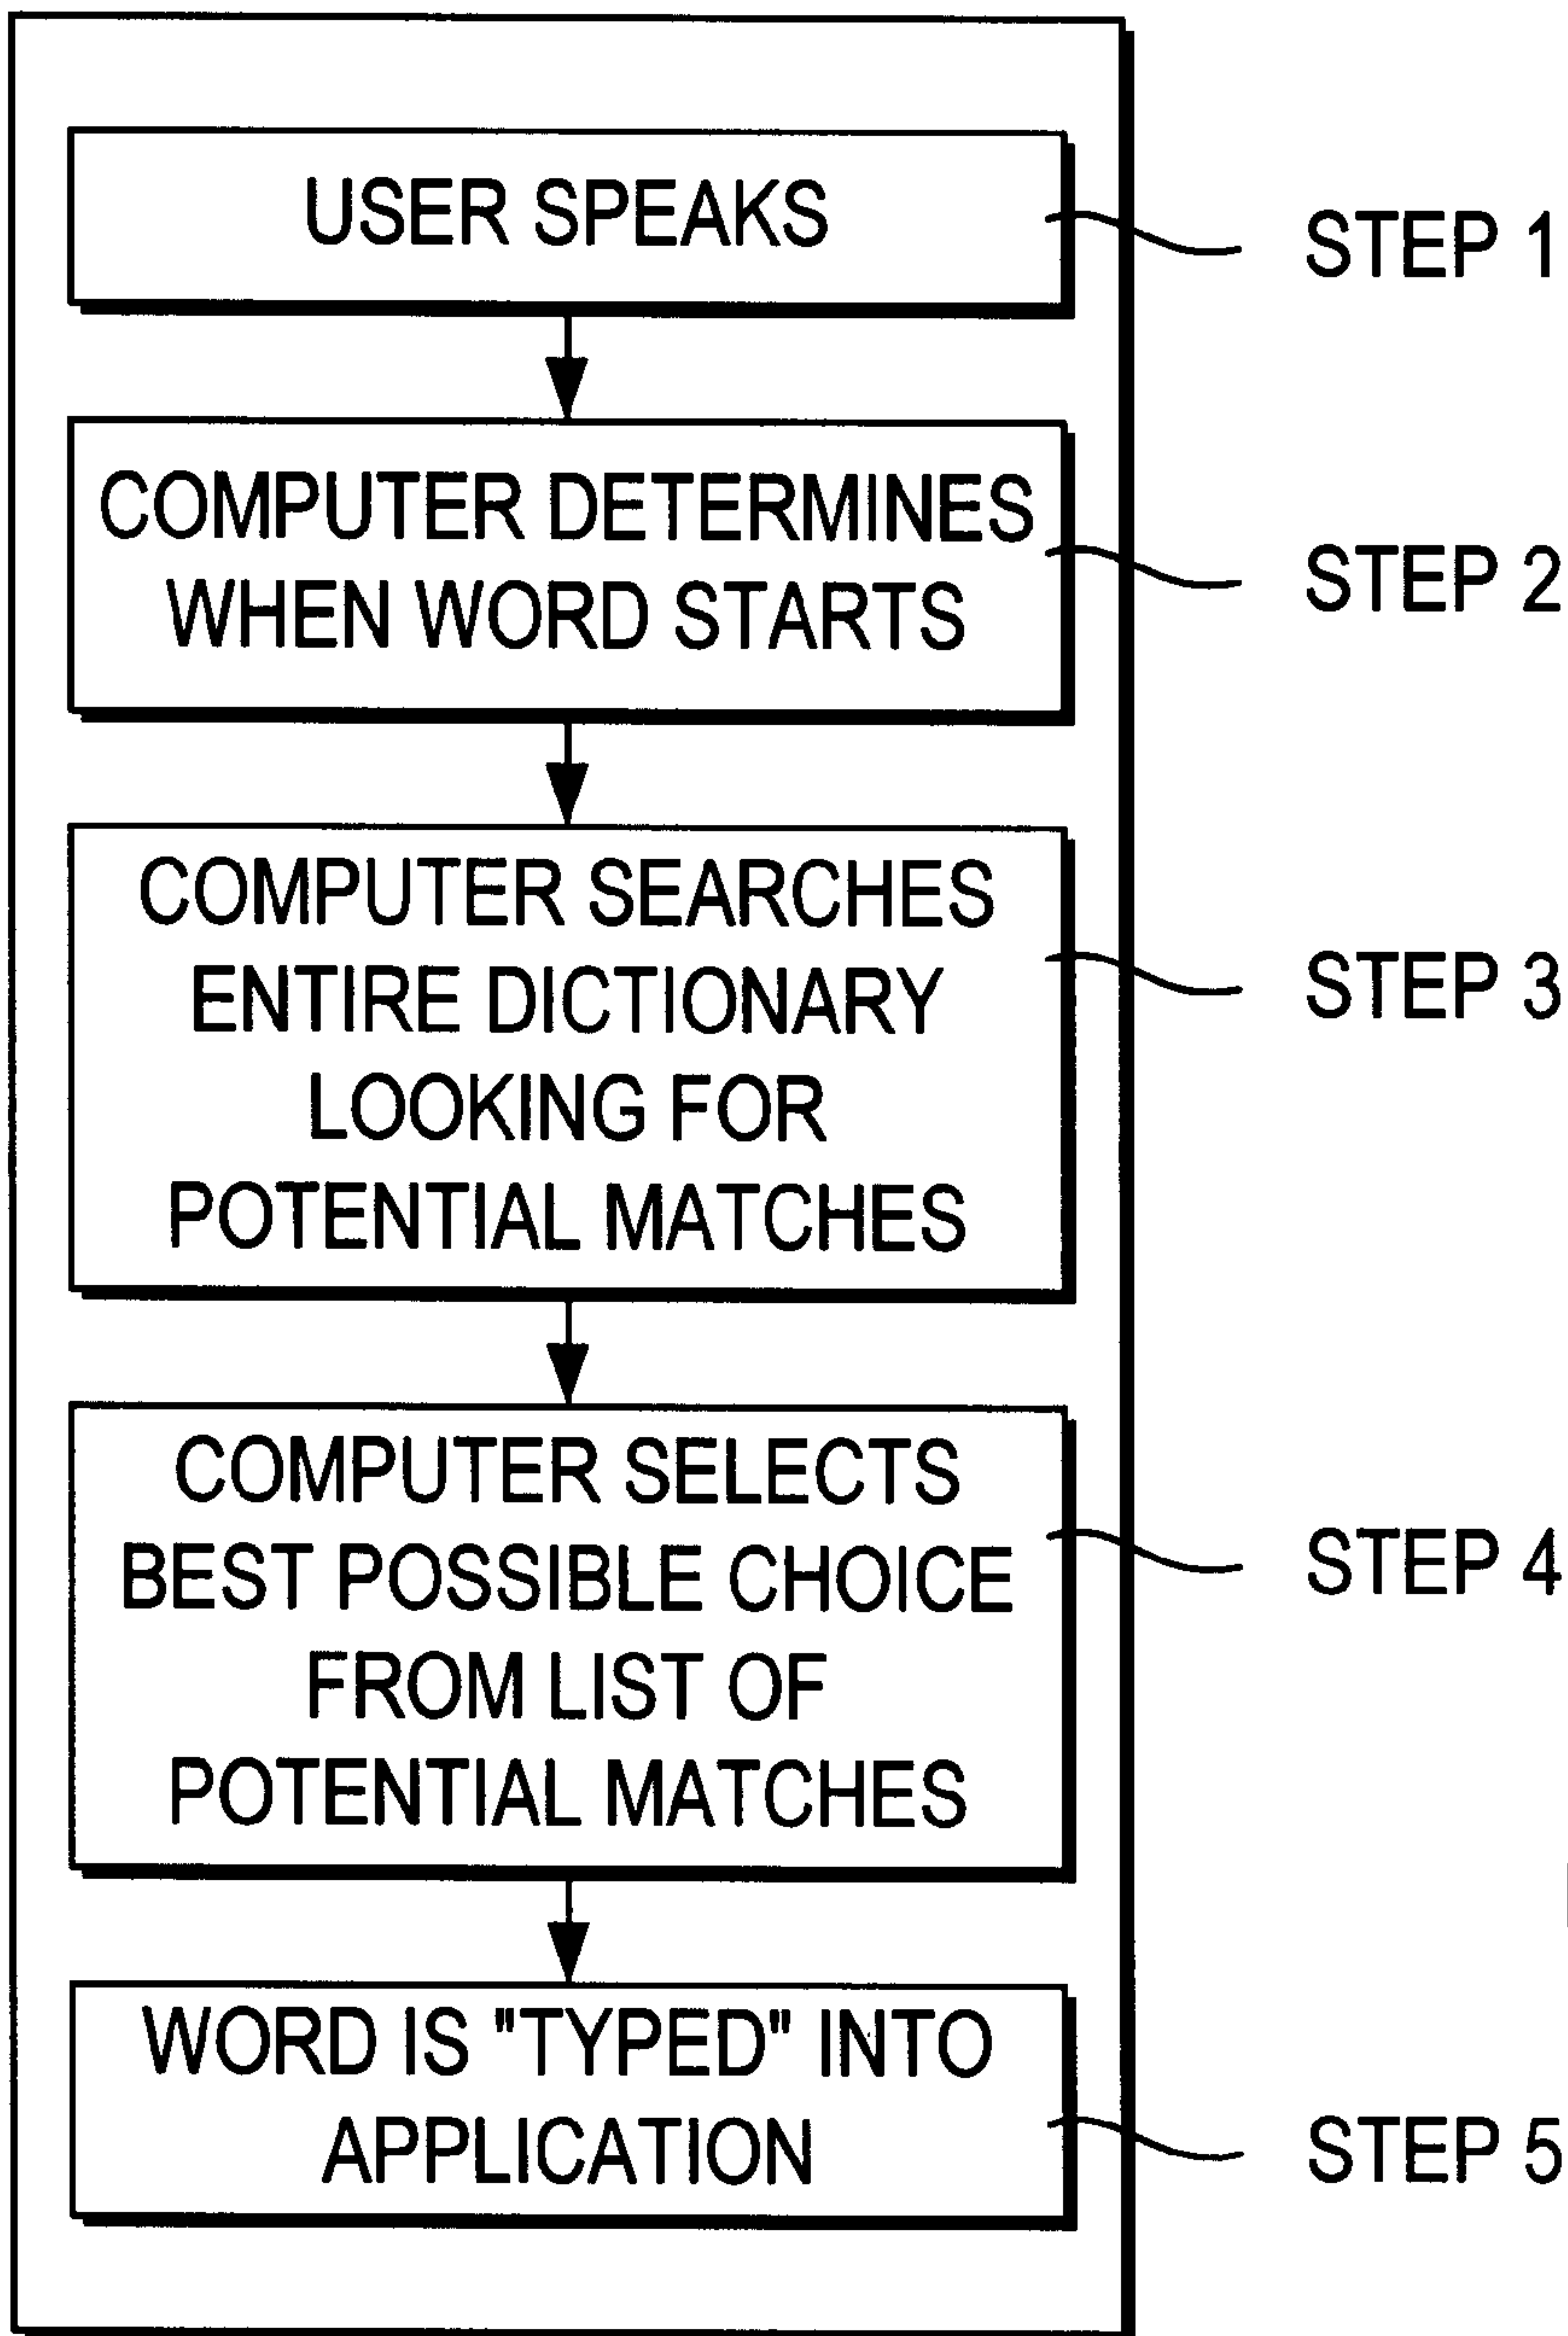 USER SPEAKS
STEP 1
COMPUTER DETERMINES
WHEN WORD STARTS
STEP 2
COMPUTER SEARCHES
ENTIRE DICTIONARY
LOOKING FOR
POTENTIAL MATCHES
STEP 3
COMPUTER SELECTS
BEST POSSIBLE CHOICE
FROM LIST OF
POTENTIAL MATCHES
STEP 4
WORD IS "TYPED" INTO
APPLICATION
STEP 5